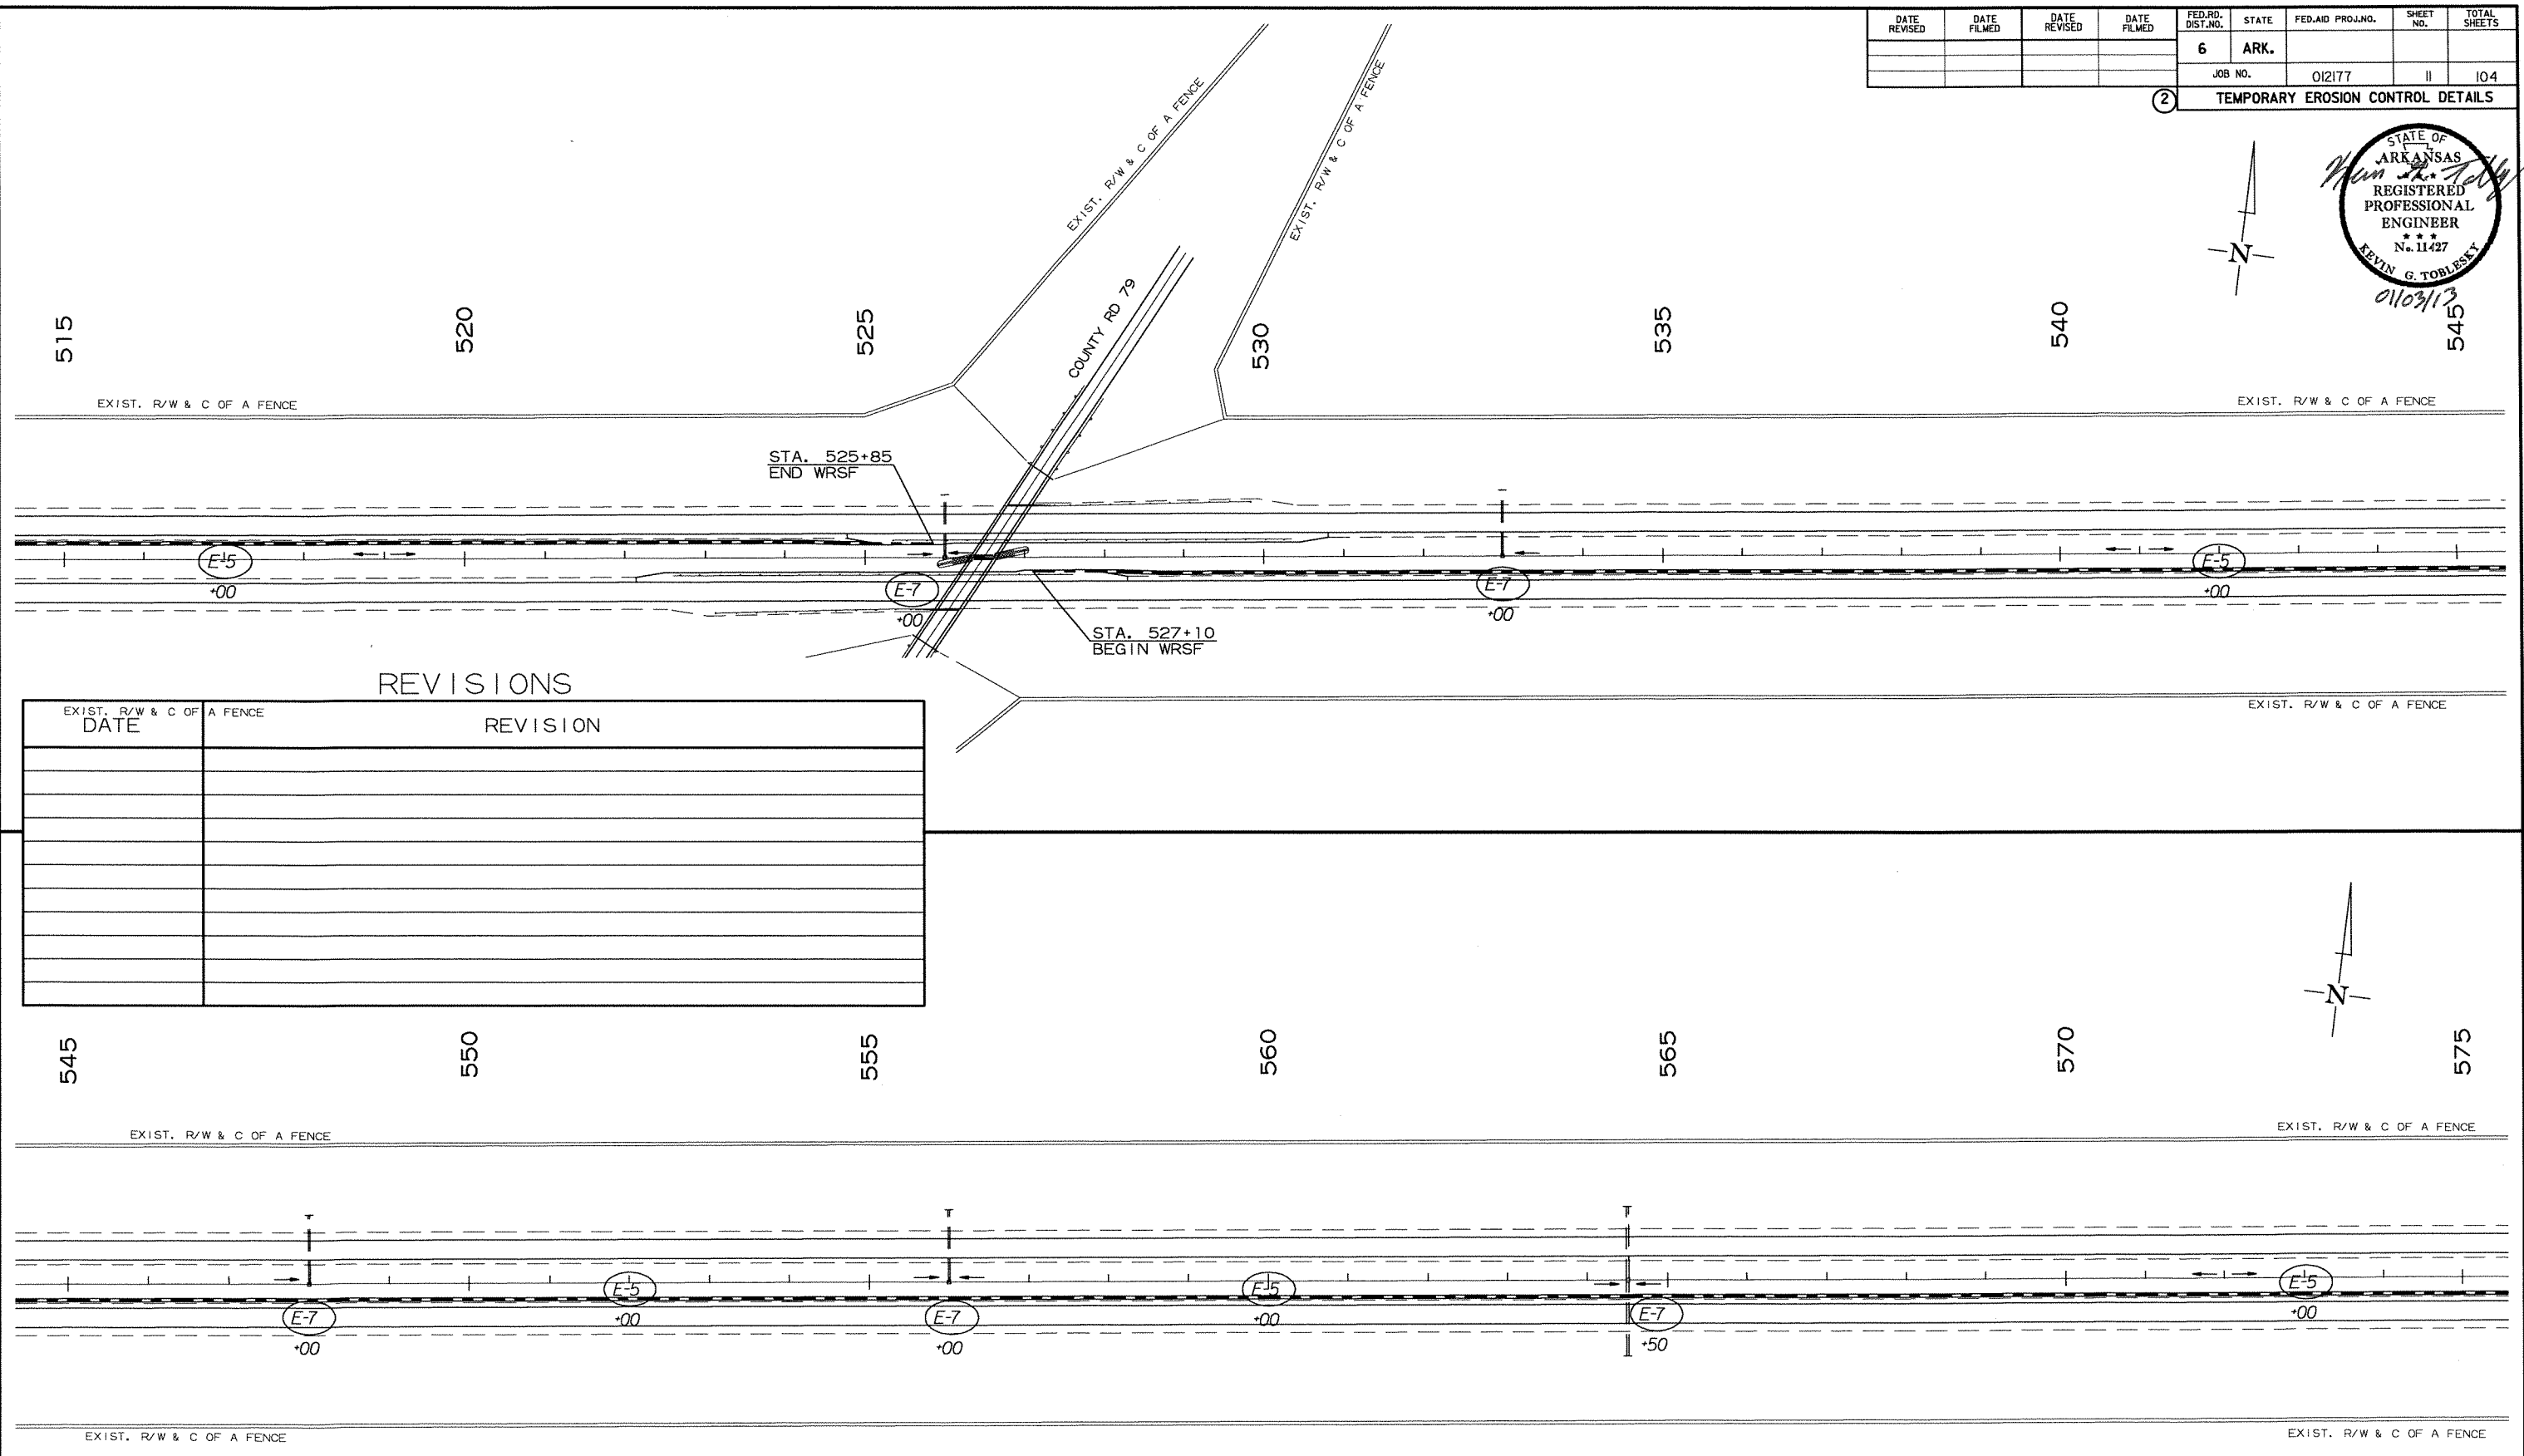 DATE REVISED
DATE FILMED
DATE REVISED
DATE FILMED
FED.RD. DIST.NO.
STATE
FED.AID PROJ.NO.
SHEET NO.
TOTAL SHEETS
6
ARK.
JOB NO.
012177
11
104
2
TEMPORARY EROSION CONTROL DETAILS
STATE OF
ARKANSAS
★ ★ ★
REGISTERED
PROFESSIONAL
ENGINEER
★ ★ ★
No. 11427
KEVIN G. TOBLESKY
01/03/13
N
EXIST. R/W & C OF A FENCE
EXIST. R/W & C OF A FENCE
COUNTY RD 79
515
520
525
530
535
540
545
EXIST. R/W & C OF A FENCE
EXIST. R/W & C OF A FENCE
STA. 525+85
END WRSF
E-5
+00
E-7
+00
E-7
+00
E-5
+00
STA. 527+10
BEGIN WRSF
EXIST. R/W & C OF A FENCE
REVISIONS
EXIST. R/W & C OF A FENCE
DATE
REVISION
N
545
550
555
560
565
570
575
EXIST. R/W & C OF A FENCE
EXIST. R/W & C OF A FENCE
E-7
+00
E-5
+00
E-7
+00
E-5
+00
E-7
+50
E-5
+00
EXIST. R/W & C OF A FENCE
EXIST. R/W & C OF A FENCE